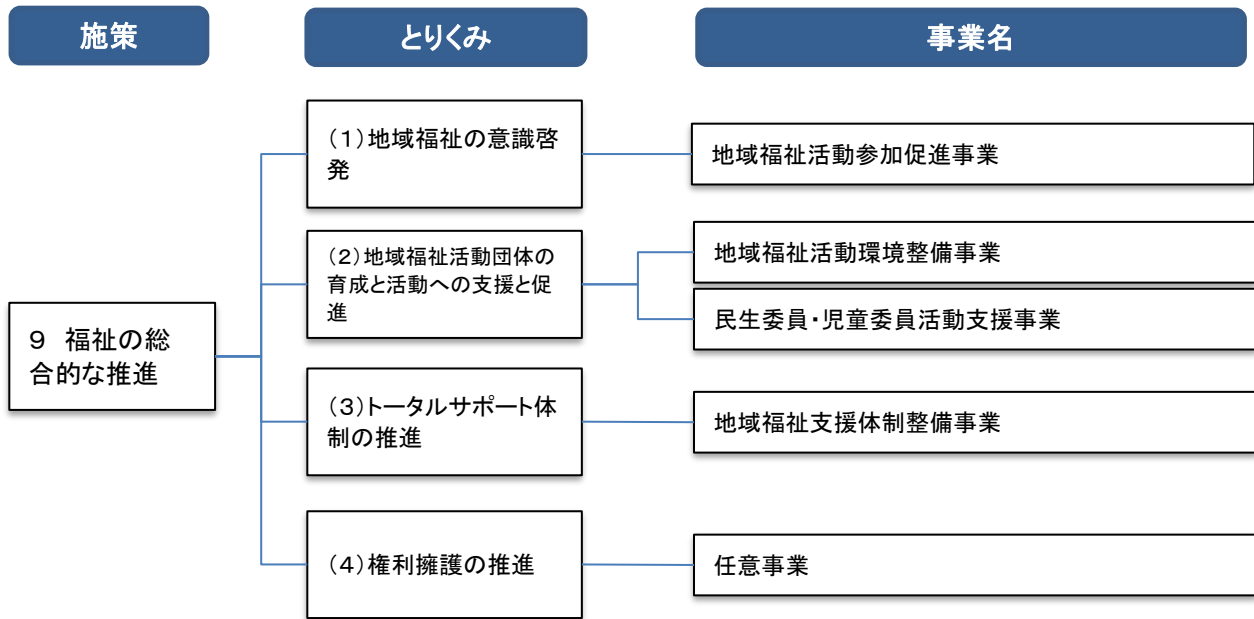 施策
とりくみ
事業名
(1)地域福祉の意識啓
発
地域福祉活動参加促進事業
(2)地域福祉活動団体の
育成と活動への支援と促
進
地域福祉活動環境整備事業
民生委員・児童委員活動支援事業
9 福祉の総
合的な推進
(3)トータルサポート体
制の推進
地域福祉支援体制整備事業
(4)権利擁護の推進
任意事業